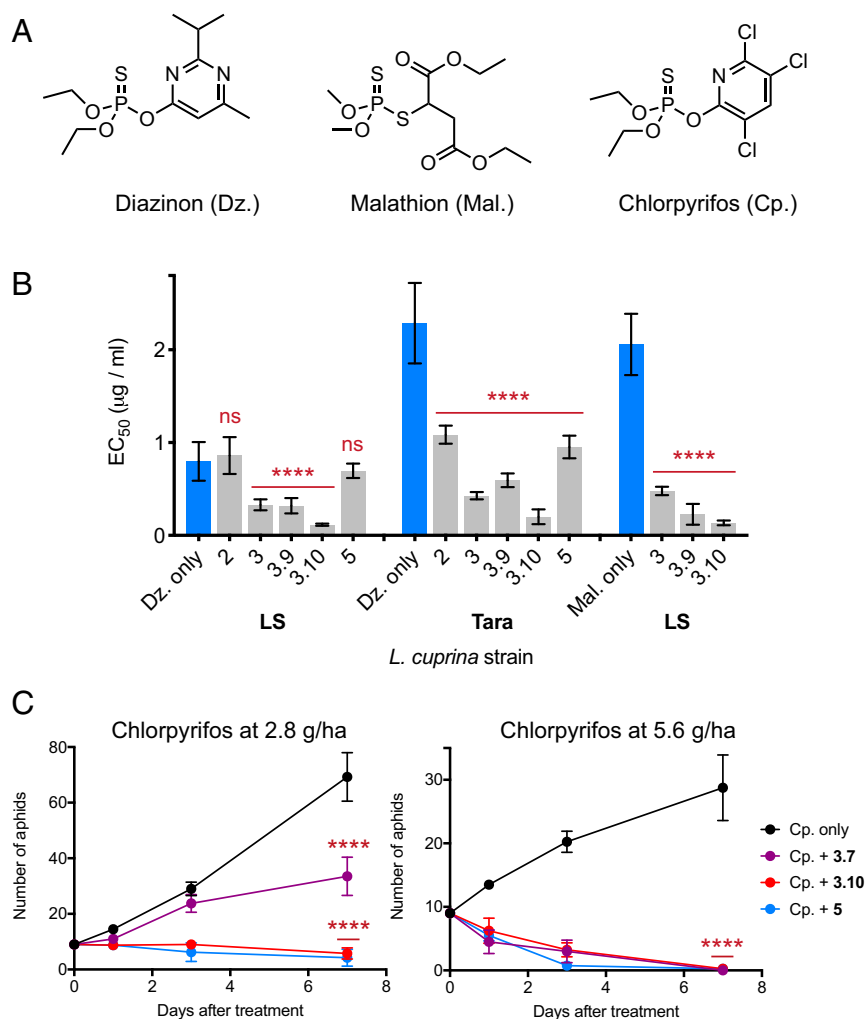 A
S
P
O
O
O
N
N
Diazinon (Dz.)
S
P
O
O
S
O
O
O
O
Malathion (Mal.)
S
P
O
O
O
N
Cl
Cl
Cl
Chlorpyrifos (Cp.)
B
EC50 (μg / ml)
2
1
0
ns
****
ns
****
****
Dz. only 2 3 3.9 3.10 5 Dz. only 2 3 3.9 3.10 5 Mal. only 3 3.9 3.10
LS Tara LS
L. cuprina strain
C
Chlorpyrifos at 2.8 g/ha
Number of aphids
80
60
40
20
0
****
****
0 2 4 6 8
Days after treatment
Chlorpyrifos at 5.6 g/ha
Number of aphids
30
20
10
0
****
0 2 4 6 8
Days after treatment
Cp. only
Cp. + 3.7
Cp. + 3.10
Cp. + 5